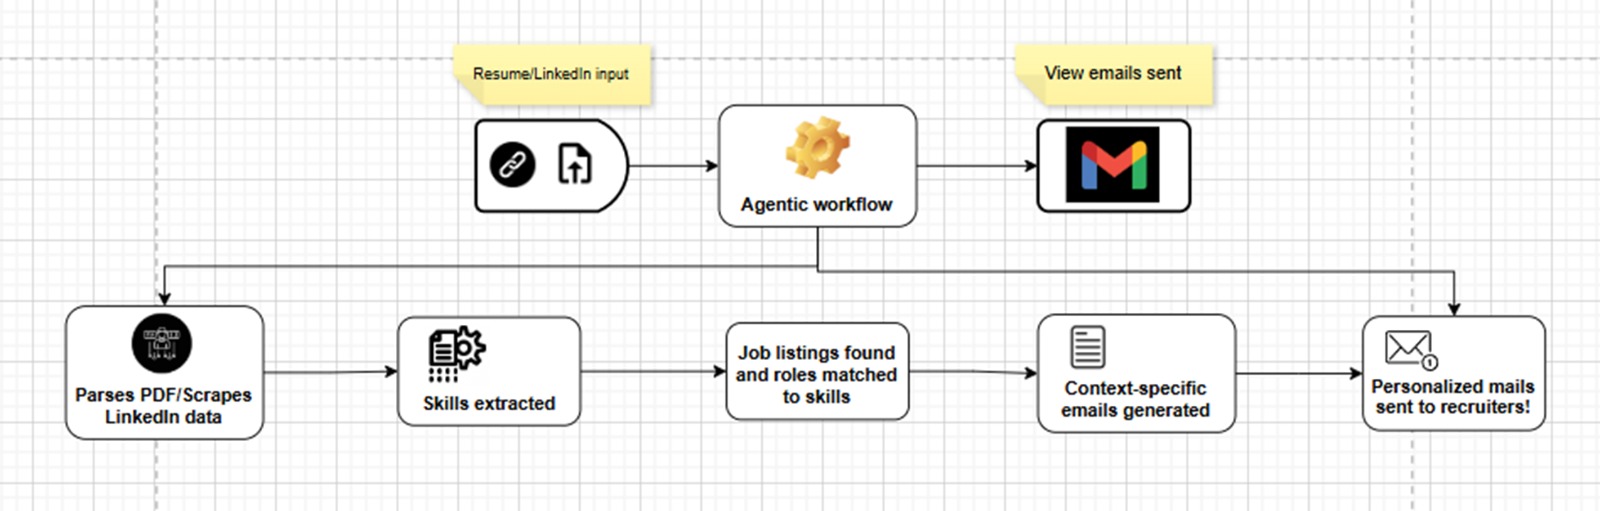 Resume/LinkedIn input
View emails sent
Agentic workflow
Parses PDF/Scrapes
LinkedIn data
Skills extracted
Job listings found
and roles matched
to skills
Context-specific
emails generated
1
Personalized mails
sent to recruiters!